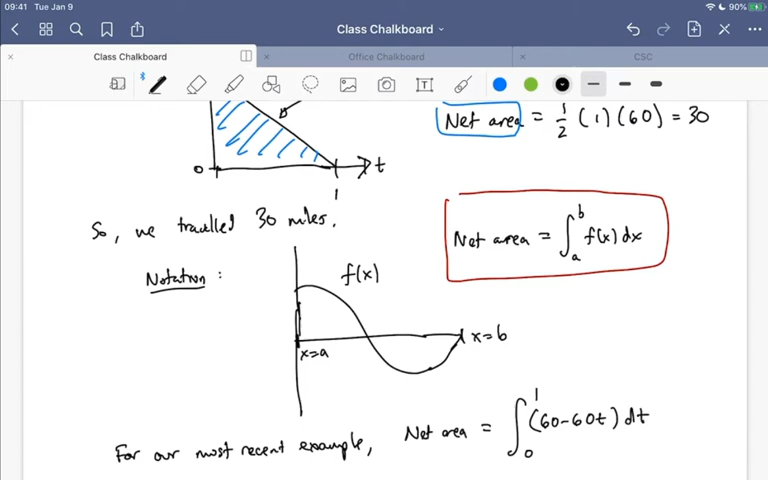 09:41 Tue Jan 9
90%
Class Chalkboard
Class Chalkboard
Office Chalkboard
CSC
T
Net area = 1/2 (1)(60) = 30
0
t
1
So, we travelled 30 miles.
Net area = ∫_a^b f(x) dx
Notation :
f(x)
x=a
x=b
For our most recent example, Net area = ∫_0^1 (60-60t) dt